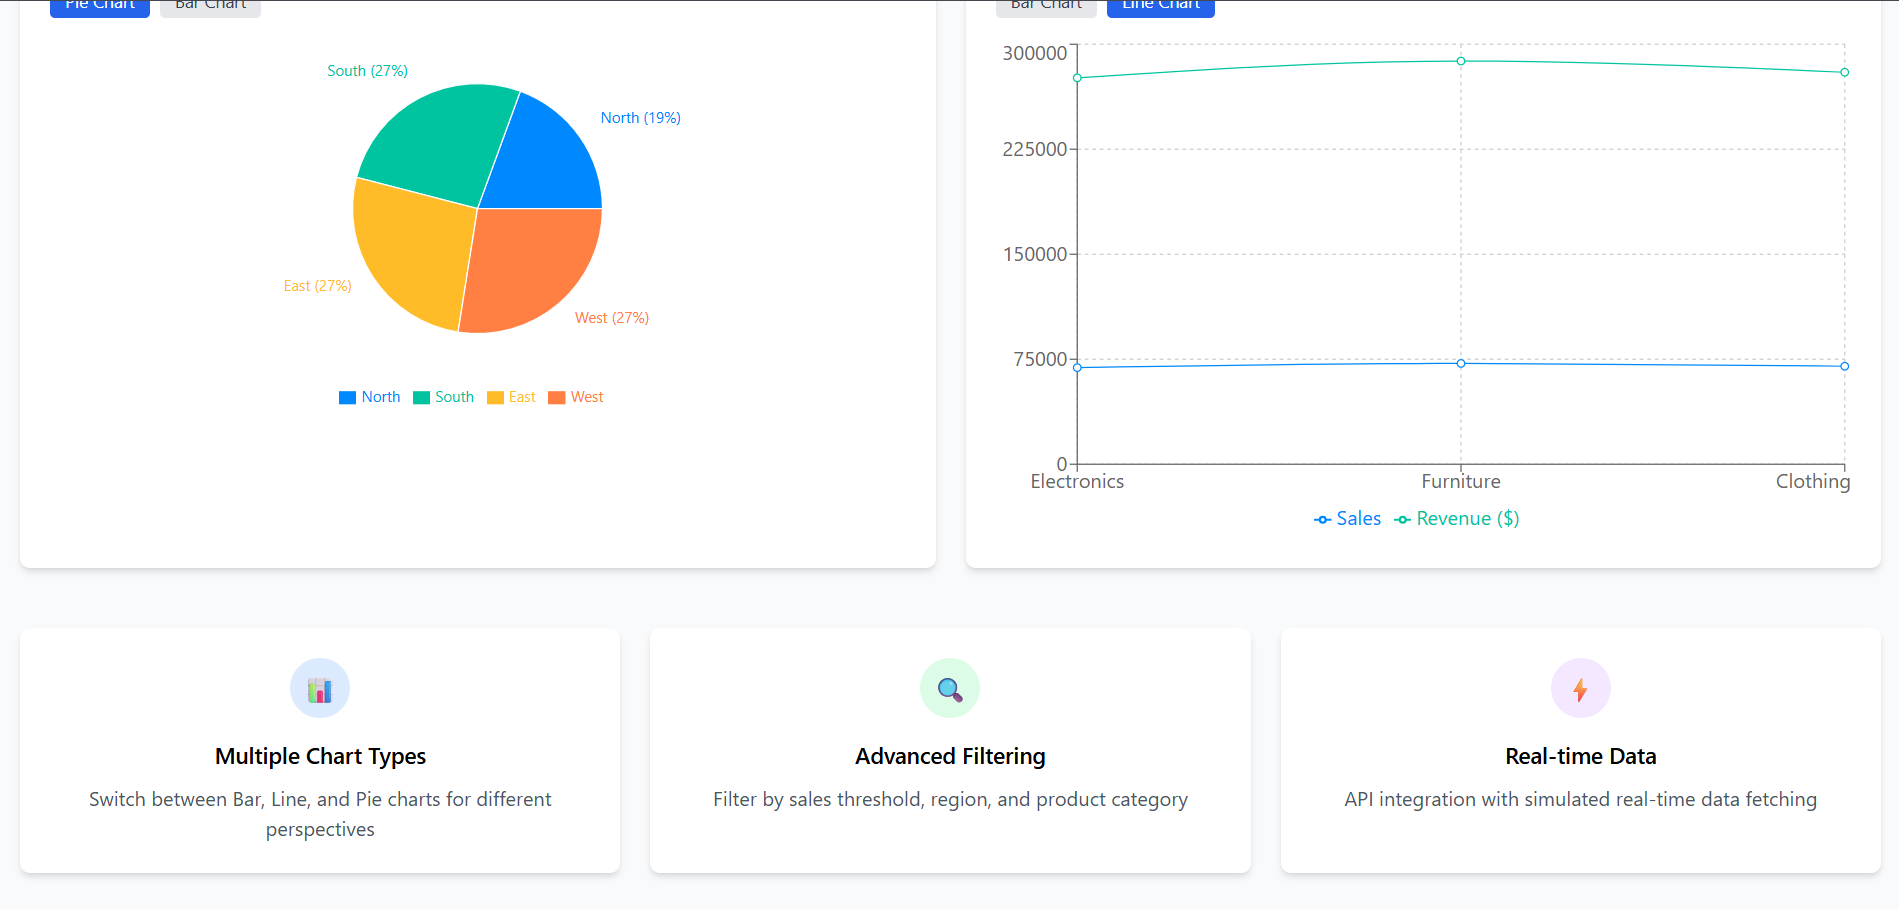 Pie Chart
Bar Chart
South (27%)
North (19%)
East (27%)
West (27%)
North
South
East
West
Bar Chart
Line Chart
300000
225000
150000
75000
0
Electronics
Furniture
Clothing
Sales
Revenue ($)
Multiple Chart Types
Switch between Bar, Line, and Pie charts for different
perspectives
Advanced Filtering
Filter by sales threshold, region, and product category
Real-time Data
API integration with simulated real-time data fetching